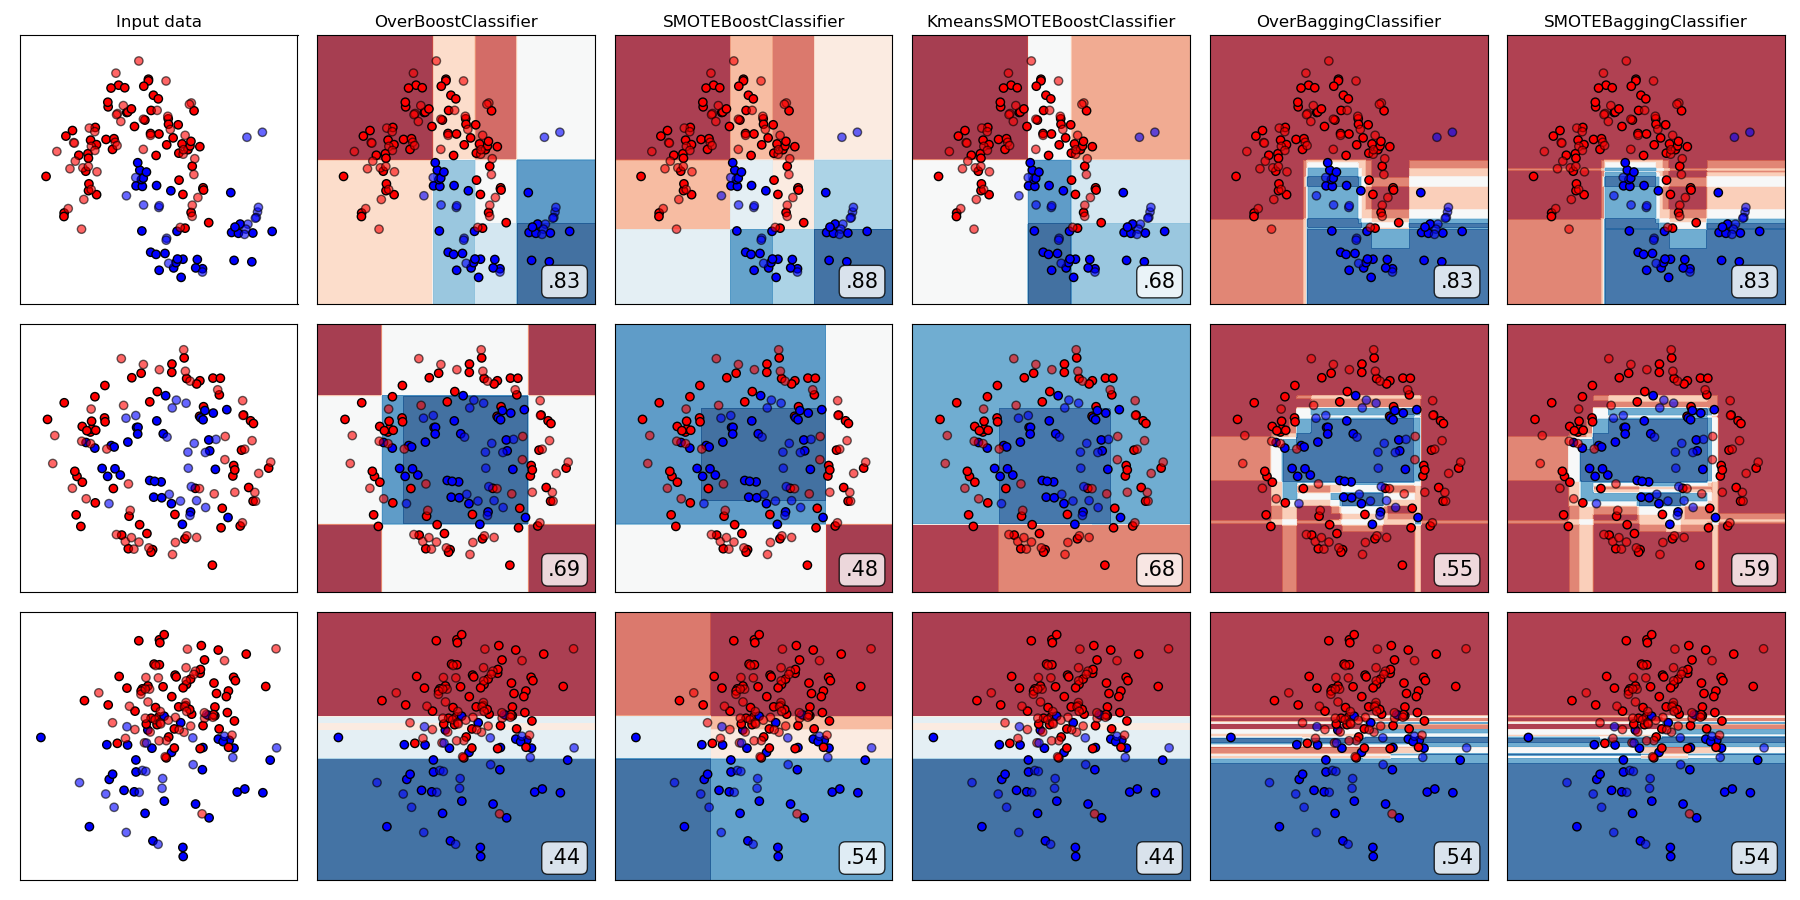 Input data OverBoostClassifier SMOTEBoostClassifier KmeansSMOTEBoostClassifier OverBaggingClassifier SMOTEBaggingClassifier
.83 .88 .68 .83 .83
.69 .48 .68 .55 .59
.44 .54 .44 .54 .54